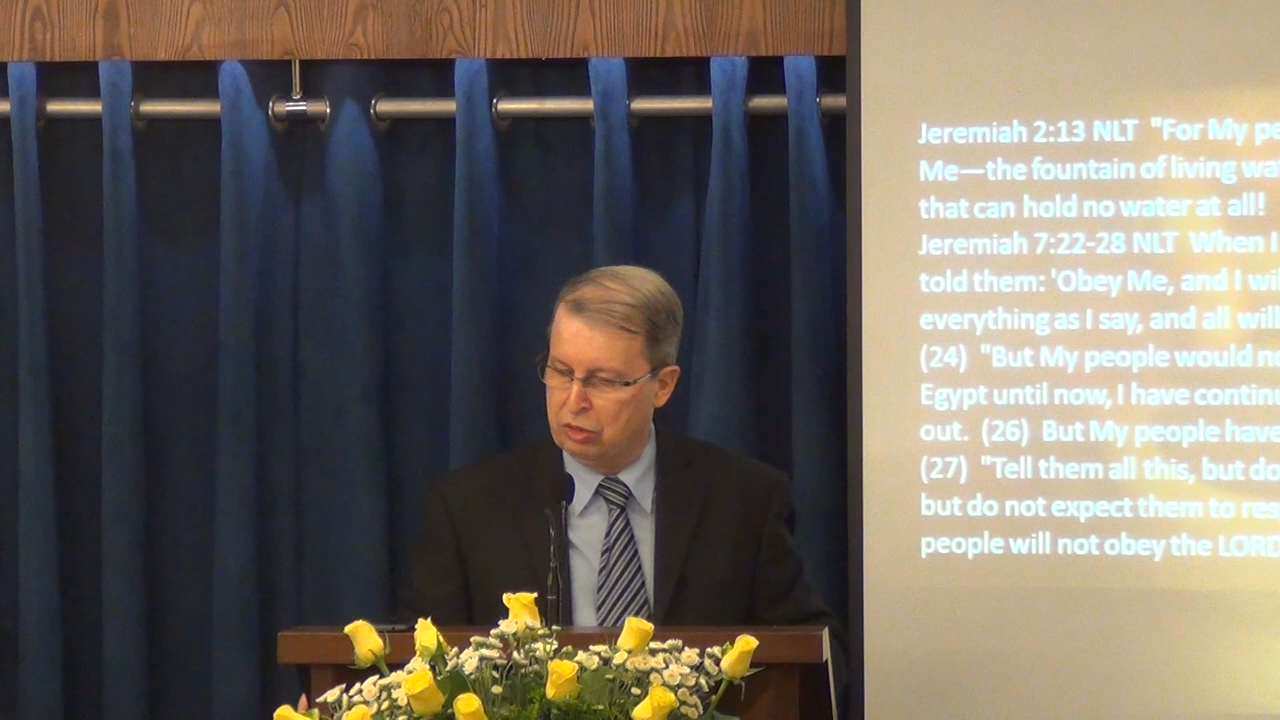 Jeremiah 2:13 NLT "For My pe
Me—the fountain of living wa
that can hold no water at all!
Jeremiah 7:22-28 NLT When I
told them: 'Obey Me, and I wil
everything as I say, and all will
(24) "But My people would no
Egypt until now, I have continu
out. (26) But My people have
(27) "Tell them all this, but do
but do not expect them to res
people will not obey the LORD